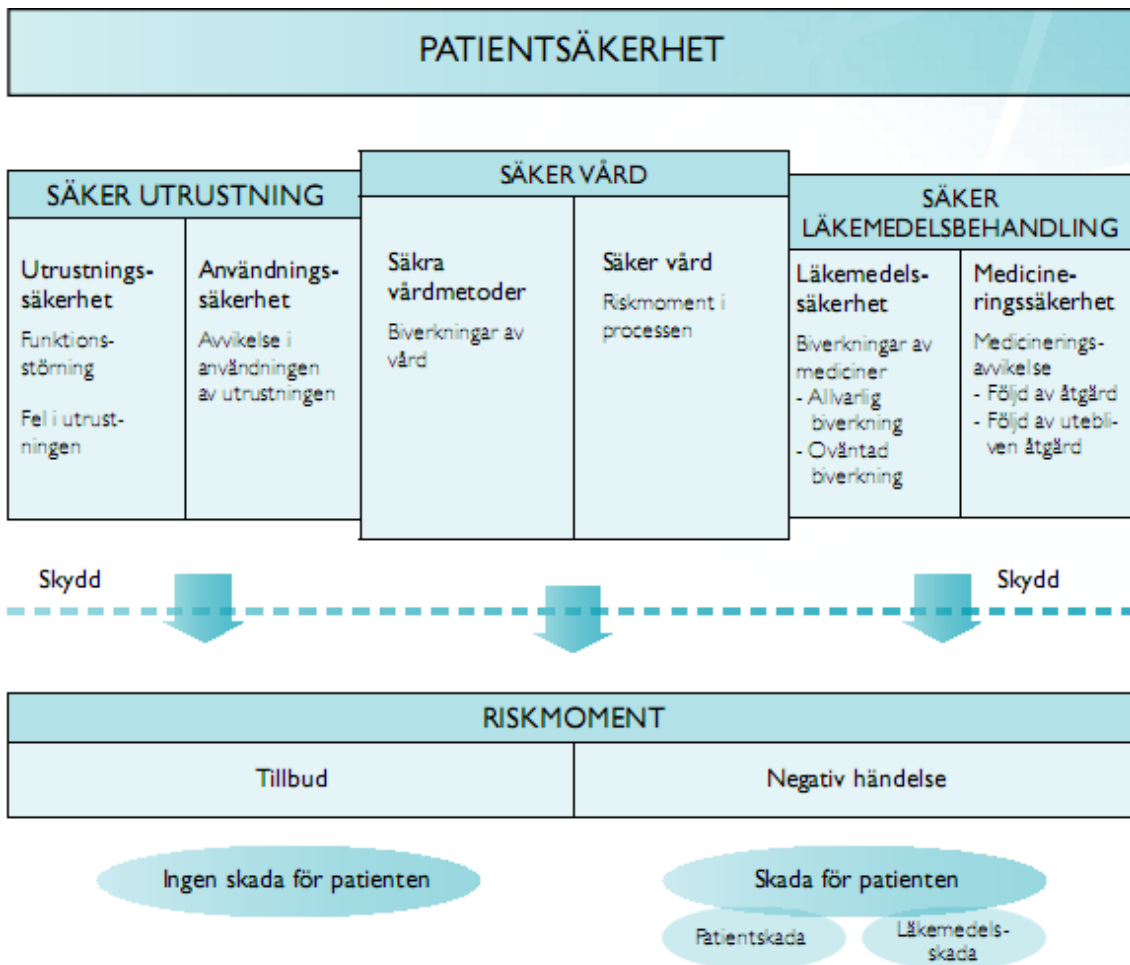 PATIENTSÄKERHET
SÄKER UTRUSTNING
Utrustnings-
säkerhet
Funktions-
störning
Fel i utrust-
ningen
Användnings-
säkerhet
Avvikelse i
användningen
av utrustningen
SÄKER VÅRD
Säkra
vårdmetoder
Biverkningar av
vård
Säker vård
Riskmoment i
processen
SÄKER
LÄKEMEDELSBEHANDLING
Läkemedels-
säkerhet
Biverkningar av
mediciner
- Allvarlig
biverkning
- Oväntad
biverkning
Medicine-
ringssäkerhet
Medicinerings-
avvikelse
- Följd av åtgärd
- Följd av utebli-
ven åtgärd
Skydd
Skydd
RISKMOMENT
Tillbud
Negativ händelse
Ingen skada för patienten
Skada för patienten
Patientskada
Läkemedels-
skada